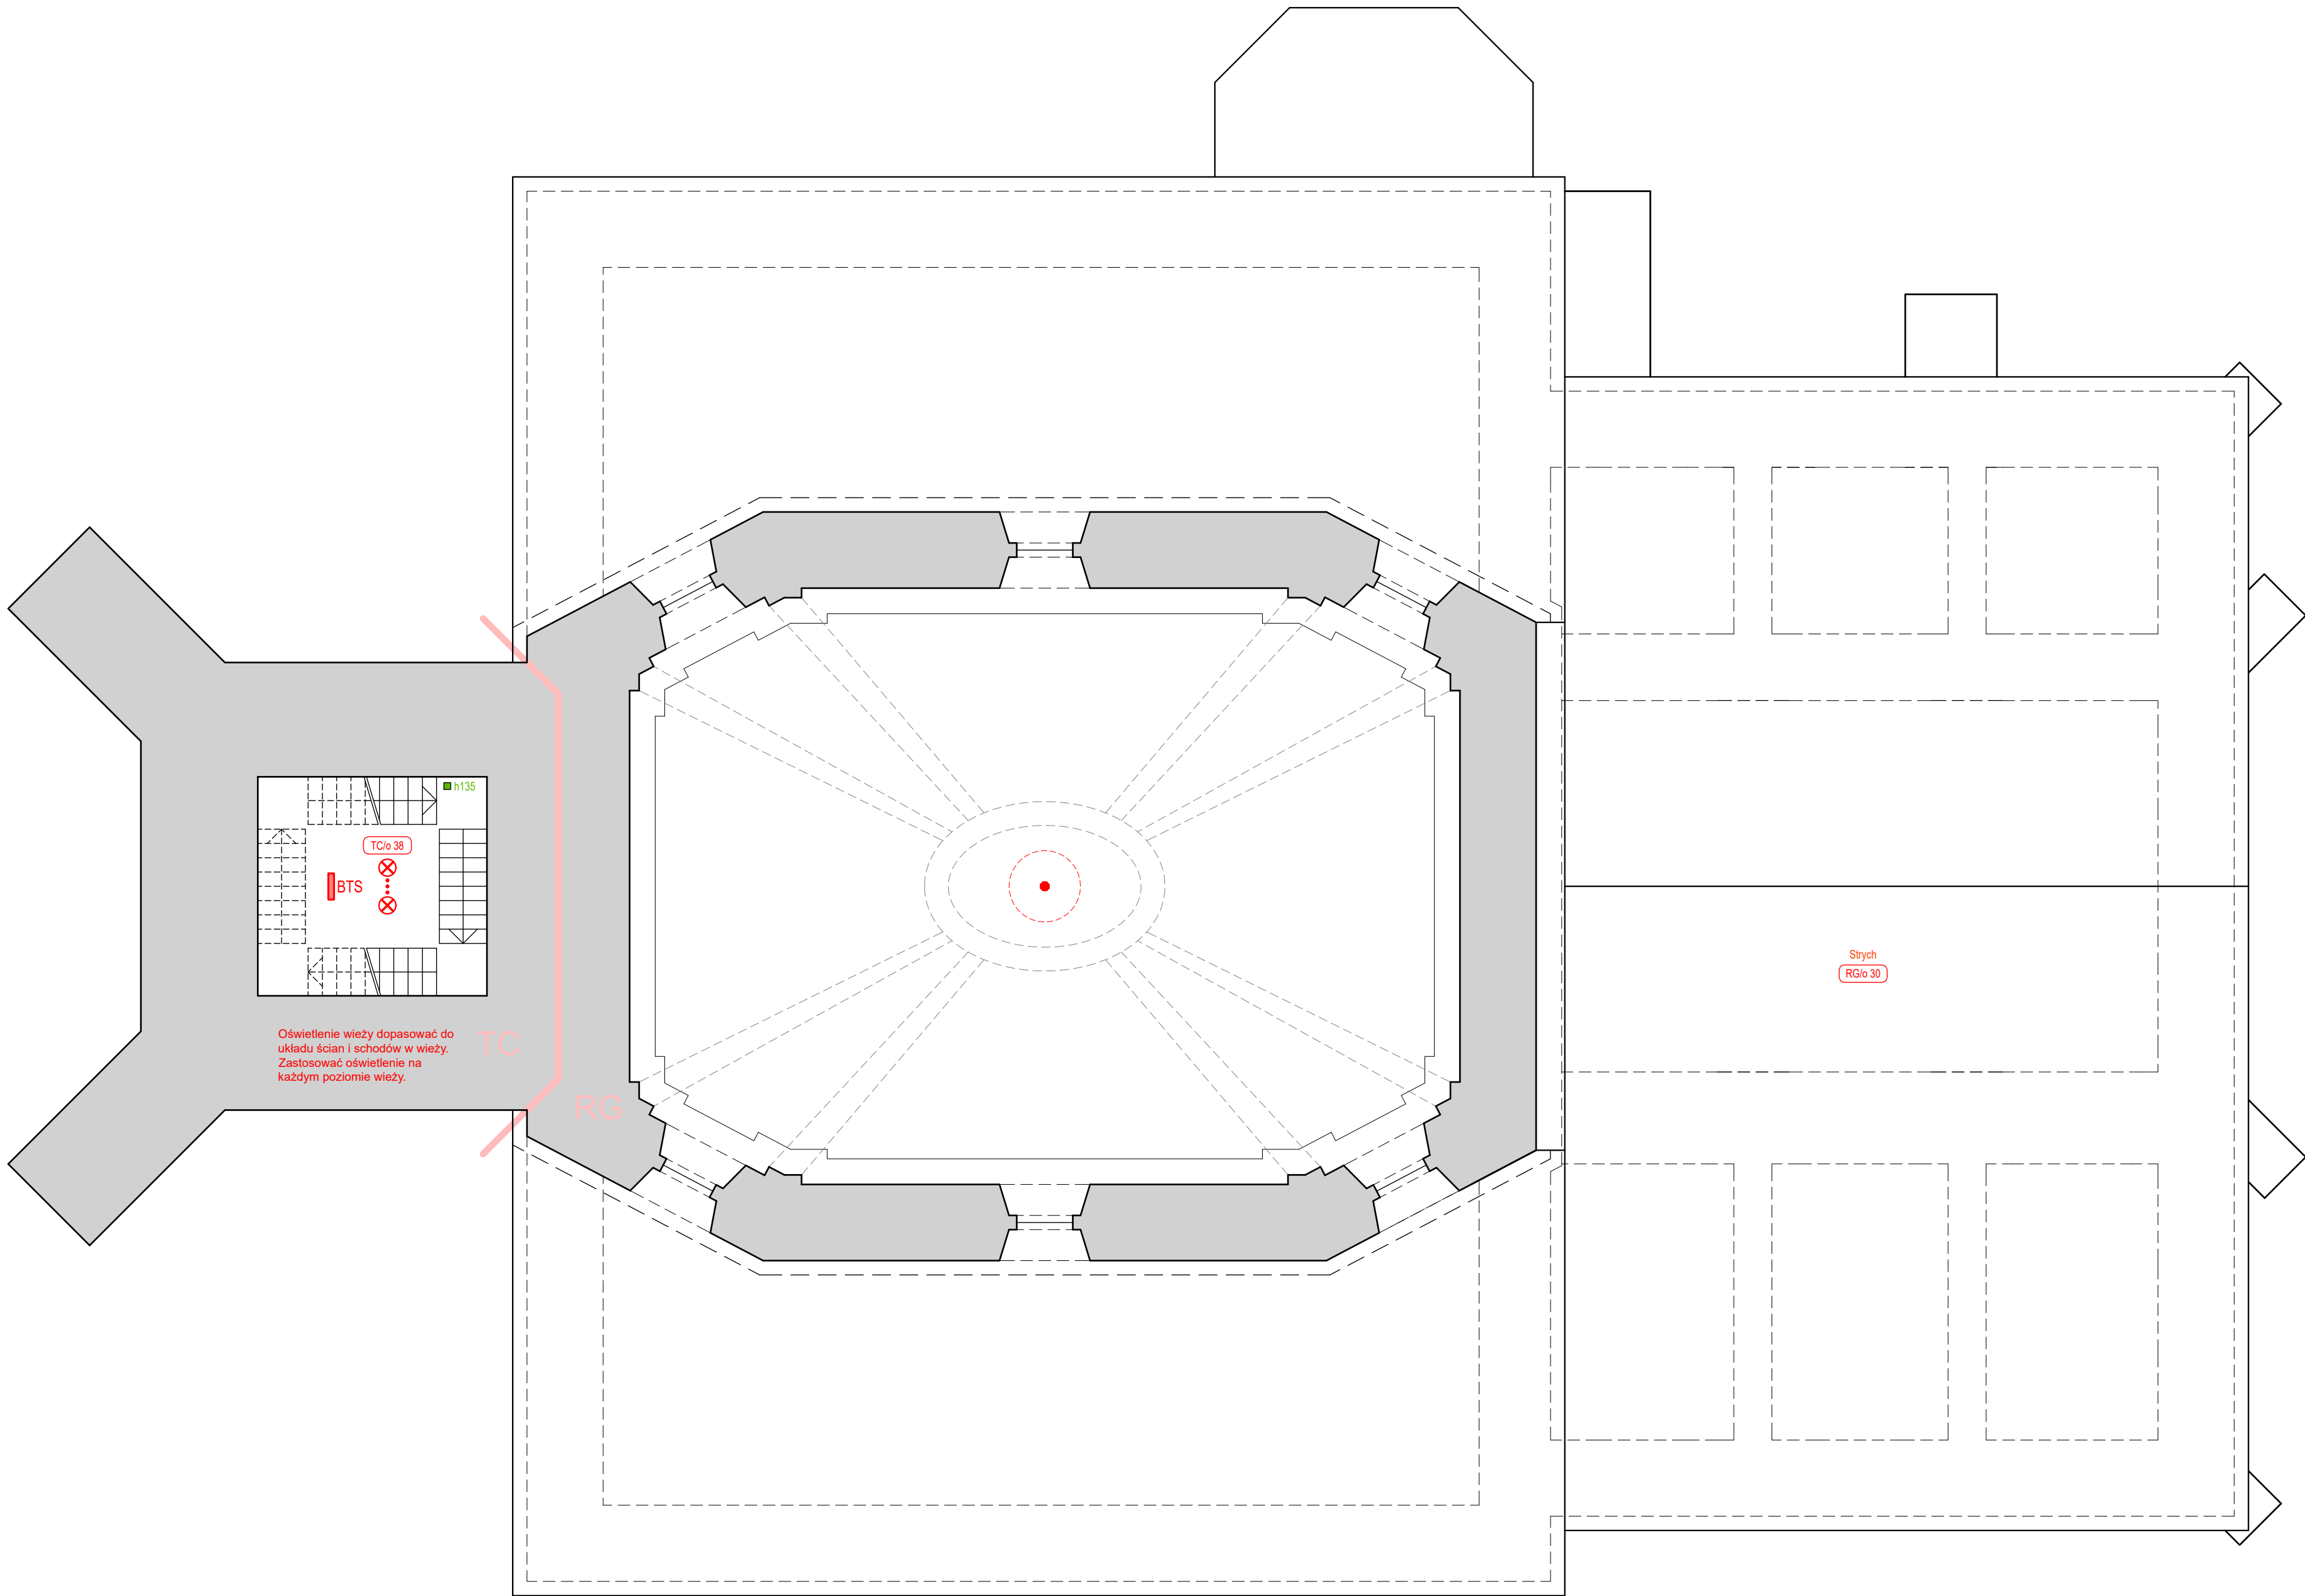 h135
TC/o 38
BTS
Strych
RG/o 30
Oświetlenie wieży dopasować do
układu ścian i schodów w wieży.
Zastosować oświetlenie na
każdym poziomie wieży.
TC
RG